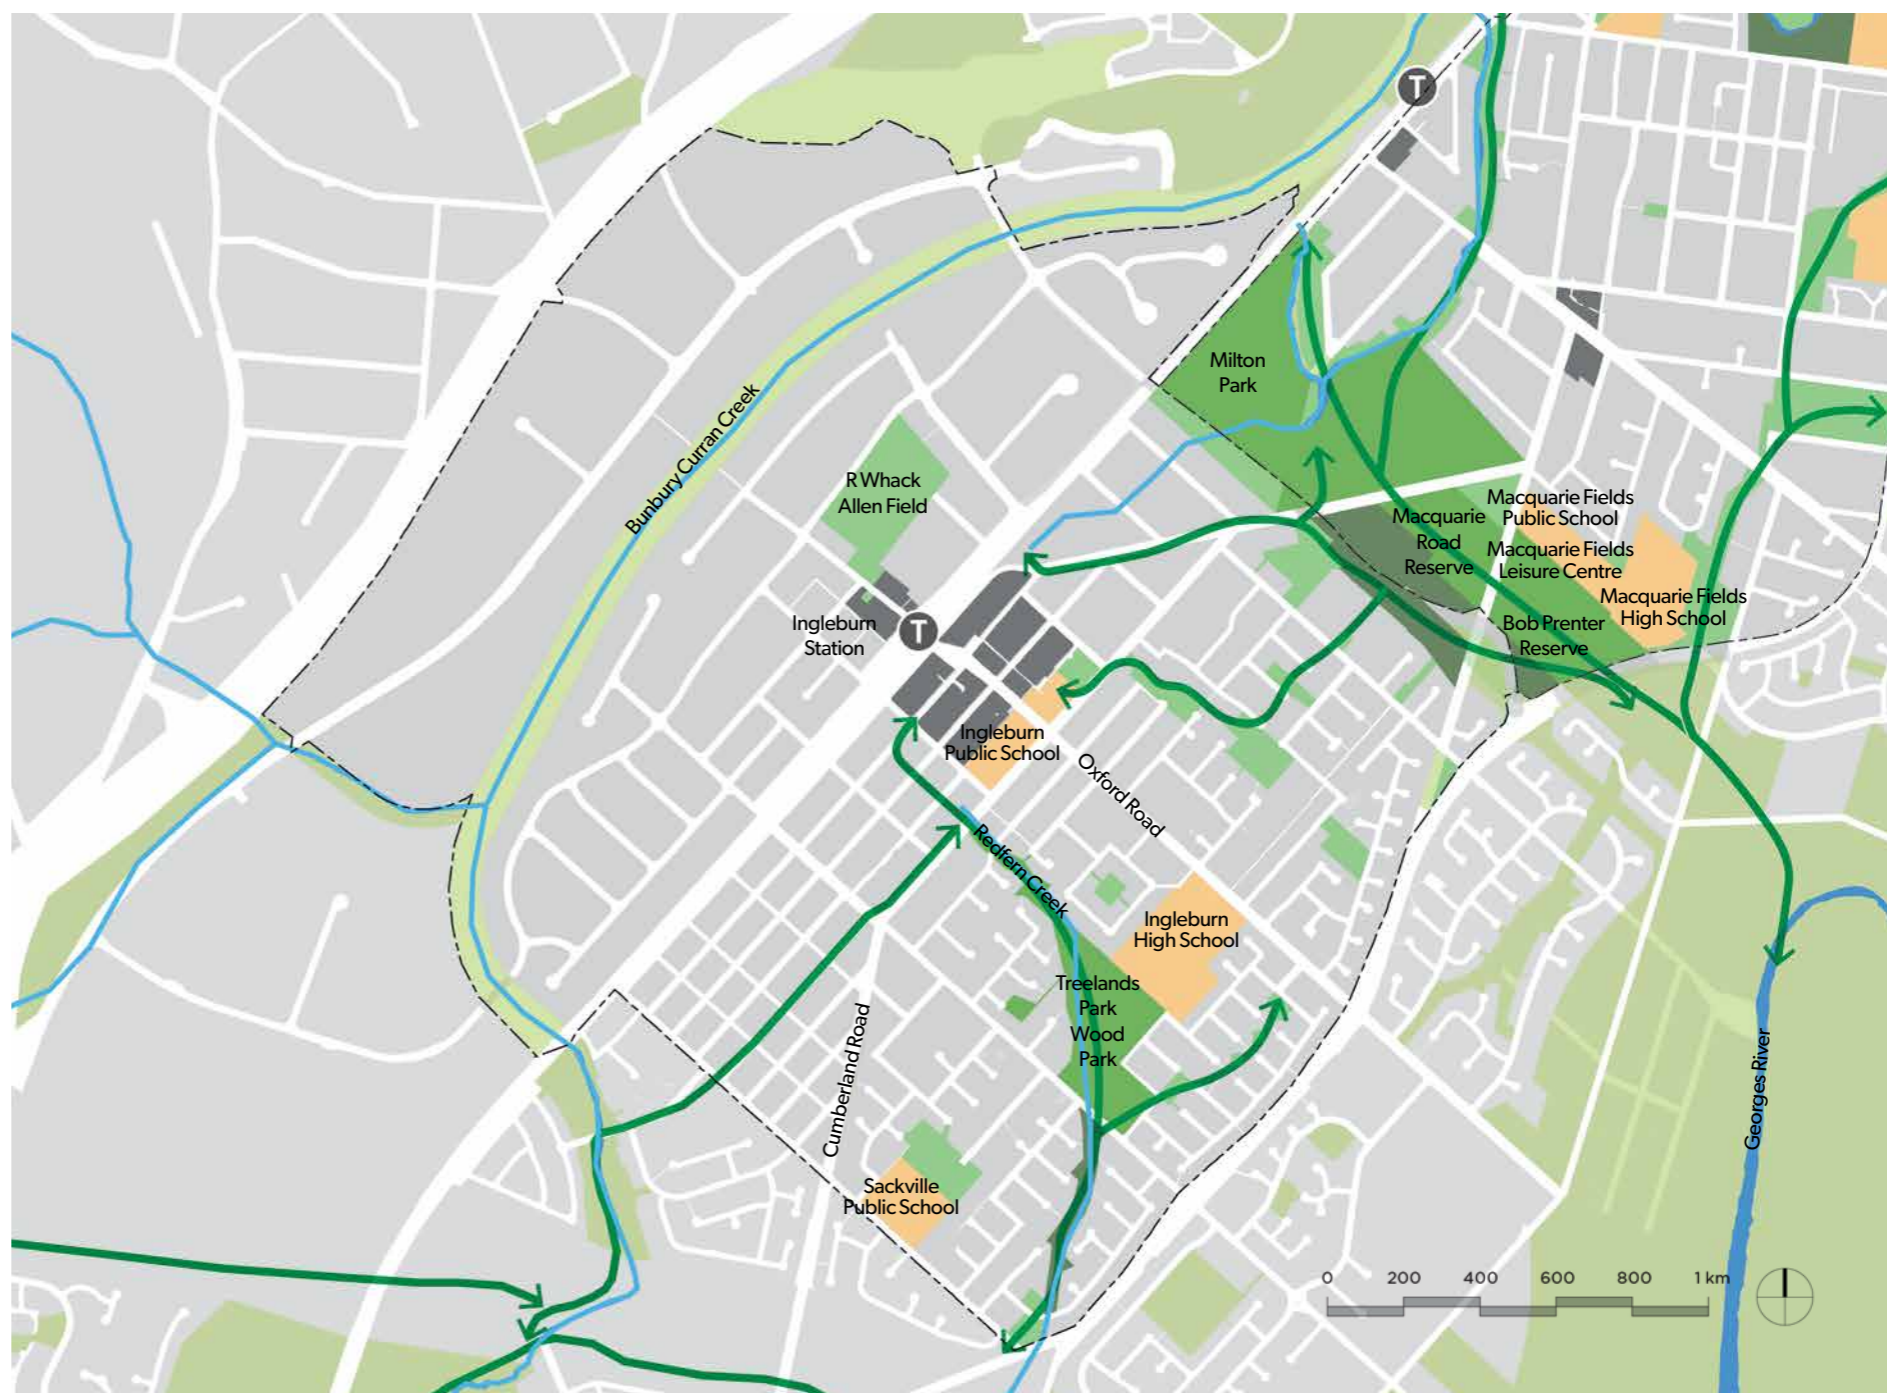 T
Milton
Park
Bunbury Curran Creek
R Whack
Allen Field
Macquarie Fields
Public School
Macquarie
Road
Reserve
Macquarie Fields
Leisure Centre
Macquarie Fields
High School
Bob Prenter
Reserve
Ingleburn
Station
T
Ingleburn
Public School
Oxford Road
Redfern Creek
Ingleburn
High School
Treelands
Park
Wood
Park
Cumberland Road
Georges River
Sackville
Public School
0 200 400 600 800 1 km